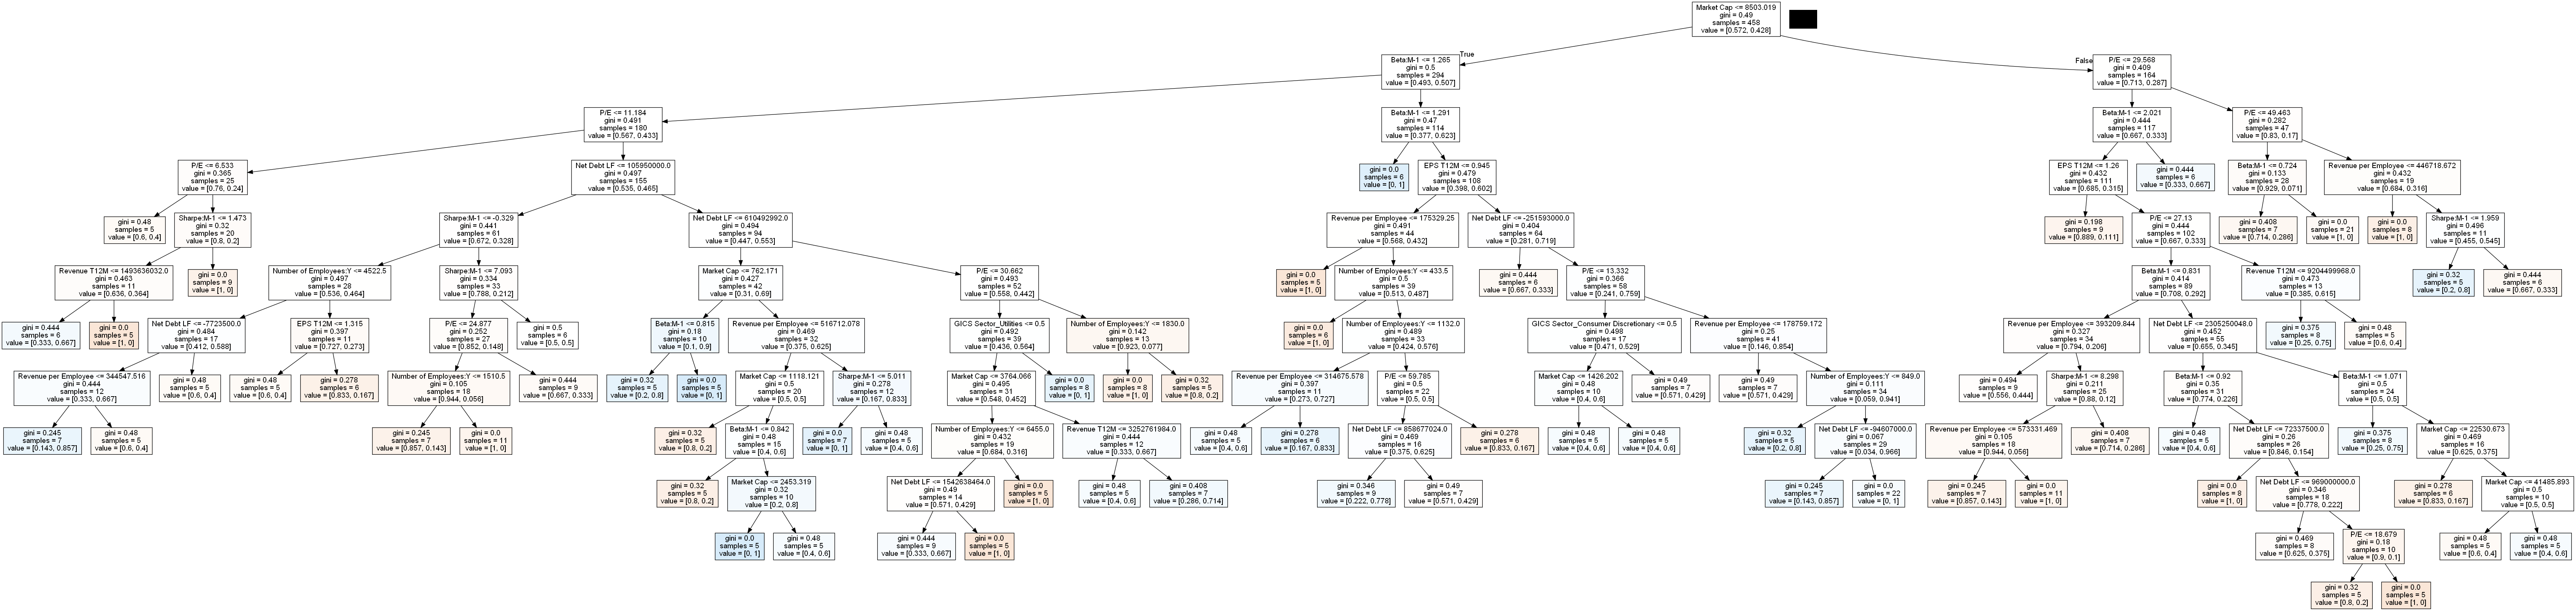 Market Cap <= 8503.019
gini = 0.49
samples = 458
value = [0.572, 0.428]
True
False
Beta:M-1 <= 1.265
gini = 0.5
samples = 294
value = [0.493, 0.507]
P/E <= 29.568
gini = 0.409
samples = 164
value = [0.713, 0.287]
P/E <= 11.184
gini = 0.491
samples = 180
value = [0.567, 0.433]
Beta:M-1 <= 1.291
gini = 0.47
samples = 114
value = [0.377, 0.623]
Beta:M-1 <= 2.021
gini = 0.444
samples = 117
value = [0.667, 0.333]
P/E <= 49.463
gini = 0.282
samples = 47
value = [0.83, 0.17]
P/E <= 6.533
gini = 0.365
samples = 25
value = [0.76, 0.24]
Net Debt LF <= 105950000.0
gini = 0.497
samples = 155
value = [0.535, 0.465]
gini = 0.0
samples = 6
value = [0, 1]
EPS T12M <= 0.945
gini = 0.479
samples = 108
value = [0.398, 0.602]
EPS T12M <= 1.26
gini = 0.432
samples = 111
value = [0.685, 0.315]
gini = 0.444
samples = 6
value = [0.333, 0.667]
Beta:M-1 <= 0.724
gini = 0.133
samples = 28
value = [0.929, 0.071]
Revenue per Employee <= 446718.672
gini = 0.432
samples = 19
value = [0.684, 0.316]
gini = 0.48
samples = 5
value = [0.6, 0.4]
Sharpe:M-1 <= 1.473
gini = 0.32
samples = 20
value = [0.8, 0.2]
Sharpe:M-1 <= -0.329
gini = 0.441
samples = 61
value = [0.672, 0.328]
Net Debt LF <= 610492992.0
gini = 0.494
samples = 94
value = [0.447, 0.553]
Revenue per Employee <= 175329.25
gini = 0.491
samples = 44
value = [0.568, 0.432]
Net Debt LF <= -251593000.0
gini = 0.404
samples = 64
value = [0.281, 0.719]
gini = 0.198
samples = 9
value = [0.889, 0.111]
P/E <= 27.13
gini = 0.444
samples = 102
value = [0.667, 0.333]
gini = 0.408
samples = 7
value = [0.714, 0.286]
gini = 0.0
samples = 21
value = [1, 0]
gini = 0.0
samples = 8
value = [1, 0]
Sharpe:M-1 <= 1.959
gini = 0.496
samples = 11
value = [0.455, 0.545]
Revenue T12M <= 1493636032.0
gini = 0.463
samples = 11
value = [0.636, 0.364]
gini = 0.0
samples = 9
value = [1, 0]
Number of Employees:Y <= 4522.5
gini = 0.497
samples = 28
value = [0.536, 0.464]
Sharpe:M-1 <= 7.093
gini = 0.334
samples = 33
value = [0.788, 0.212]
Market Cap <= 762.171
gini = 0.427
samples = 42
value = [0.31, 0.69]
P/E <= 30.662
gini = 0.493
samples = 52
value = [0.558, 0.442]
gini = 0.0
samples = 5
value = [1, 0]
Number of Employees:Y <= 433.5
gini = 0.5
samples = 39
value = [0.513, 0.487]
gini = 0.444
samples = 6
value = [0.667, 0.333]
P/E <= 13.332
gini = 0.366
samples = 58
value = [0.241, 0.759]
Beta:M-1 <= 0.831
gini = 0.414
samples = 89
value = [0.708, 0.292]
Revenue T12M <= 9204499968.0
gini = 0.473
samples = 13
value = [0.385, 0.615]
gini = 0.32
samples = 5
value = [0.2, 0.8]
gini = 0.444
samples = 6
value = [0.667, 0.333]
gini = 0.444
samples = 6
value = [0.333, 0.667]
gini = 0.0
samples = 5
value = [1, 0]
Net Debt LF <= -7723500.0
gini = 0.484
samples = 17
value = [0.412, 0.588]
EPS T12M <= 1.315
gini = 0.397
samples = 11
value = [0.727, 0.273]
P/E <= 24.877
gini = 0.252
samples = 27
value = [0.852, 0.148]
gini = 0.5
samples = 6
value = [0.5, 0.5]
Beta:M-1 <= 0.815
gini = 0.18
samples = 10
value = [0.1, 0.9]
Revenue per Employee <= 516712.078
gini = 0.469
samples = 32
value = [0.375, 0.625]
GICS Sector_Utilities <= 0.5
gini = 0.492
samples = 39
value = [0.436, 0.564]
Number of Employees:Y <= 1830.0
gini = 0.142
samples = 13
value = [0.923, 0.077]
gini = 0.0
samples = 6
value = [1, 0]
Number of Employees:Y <= 1132.0
gini = 0.489
samples = 33
value = [0.424, 0.576]
GICS Sector_Consumer Discretionary <= 0.5
gini = 0.498
samples = 17
value = [0.471, 0.529]
Revenue per Employee <= 178759.172
gini = 0.25
samples = 41
value = [0.146, 0.854]
Revenue per Employee <= 393209.844
gini = 0.327
samples = 34
value = [0.794, 0.206]
Net Debt LF <= 2305250048.0
gini = 0.452
samples = 55
value = [0.655, 0.345]
gini = 0.375
samples = 8
value = [0.25, 0.75]
gini = 0.48
samples = 5
value = [0.6, 0.4]
Revenue per Employee <= 344547.516
gini = 0.444
samples = 12
value = [0.333, 0.667]
gini = 0.48
samples = 5
value = [0.6, 0.4]
gini = 0.48
samples = 5
value = [0.6, 0.4]
gini = 0.278
samples = 6
value = [0.833, 0.167]
Number of Employees:Y <= 1510.5
gini = 0.105
samples = 18
value = [0.944, 0.056]
gini = 0.444
samples = 9
value = [0.667, 0.333]
gini = 0.32
samples = 5
value = [0.2, 0.8]
gini = 0.0
samples = 5
value = [0, 1]
Market Cap <= 1118.121
gini = 0.5
samples = 20
value = [0.5, 0.5]
Sharpe:M-1 <= 5.011
gini = 0.278
samples = 12
value = [0.167, 0.833]
Market Cap <= 3764.066
gini = 0.495
samples = 31
value = [0.548, 0.452]
gini = 0.0
samples = 8
value = [0, 1]
gini = 0.0
samples = 8
value = [1, 0]
gini = 0.32
samples = 5
value = [0.8, 0.2]
Revenue per Employee <= 314675.578
gini = 0.397
samples = 11
value = [0.273, 0.727]
P/E <= 59.785
gini = 0.5
samples = 22
value = [0.5, 0.5]
Market Cap <= 1426.202
gini = 0.48
samples = 10
value = [0.4, 0.6]
gini = 0.49
samples = 7
value = [0.571, 0.429]
gini = 0.49
samples = 7
value = [0.571, 0.429]
Number of Employees:Y <= 849.0
gini = 0.111
samples = 34
value = [0.059, 0.941]
gini = 0.494
samples = 9
value = [0.556, 0.444]
Sharpe:M-1 <= 8.298
gini = 0.211
samples = 25
value = [0.88, 0.12]
Beta:M-1 <= 0.92
gini = 0.35
samples = 31
value = [0.774, 0.226]
Beta:M-1 <= 1.071
gini = 0.5
samples = 24
value = [0.5, 0.5]
gini = 0.245
samples = 7
value = [0.143, 0.857]
gini = 0.48
samples = 5
value = [0.6, 0.4]
gini = 0.245
samples = 7
value = [0.857, 0.143]
gini = 0.0
samples = 11
value = [1, 0]
gini = 0.32
samples = 5
value = [0.8, 0.2]
Beta:M-1 <= 0.842
gini = 0.48
samples = 15
value = [0.4, 0.6]
gini = 0.0
samples = 7
value = [0, 1]
gini = 0.48
samples = 5
value = [0.4, 0.6]
Number of Employees:Y <= 6455.0
gini = 0.432
samples = 19
value = [0.684, 0.316]
Revenue T12M <= 3252761984.0
gini = 0.444
samples = 12
value = [0.333, 0.667]
gini = 0.48
samples = 5
value = [0.4, 0.6]
gini = 0.278
samples = 6
value = [0.167, 0.833]
Net Debt LF <= 858677024.0
gini = 0.469
samples = 16
value = [0.375, 0.625]
gini = 0.278
samples = 6
value = [0.833, 0.167]
gini = 0.48
samples = 5
value = [0.4, 0.6]
gini = 0.48
samples = 5
value = [0.4, 0.6]
gini = 0.32
samples = 5
value = [0.2, 0.8]
Net Debt LF <= -94607000.0
gini = 0.067
samples = 29
value = [0.034, 0.966]
Revenue per Employee <= 573331.469
gini = 0.105
samples = 18
value = [0.944, 0.056]
gini = 0.408
samples = 7
value = [0.714, 0.286]
gini = 0.48
samples = 5
value = [0.4, 0.6]
Net Debt LF <= 72337500.0
gini = 0.26
samples = 26
value = [0.846, 0.154]
gini = 0.375
samples = 8
value = [0.25, 0.75]
Market Cap <= 22530.673
gini = 0.469
samples = 16
value = [0.625, 0.375]
gini = 0.32
samples = 5
value = [0.8, 0.2]
Market Cap <= 2453.319
gini = 0.32
samples = 10
value = [0.2, 0.8]
Net Debt LF <= 1542638464.0
gini = 0.49
samples = 14
value = [0.571, 0.429]
gini = 0.0
samples = 5
value = [1, 0]
gini = 0.48
samples = 5
value = [0.4, 0.6]
gini = 0.408
samples = 7
value = [0.286, 0.714]
gini = 0.346
samples = 9
value = [0.222, 0.778]
gini = 0.49
samples = 7
value = [0.571, 0.429]
gini = 0.245
samples = 7
value = [0.143, 0.857]
gini = 0.0
samples = 22
value = [0, 1]
gini = 0.245
samples = 7
value = [0.857, 0.143]
gini = 0.0
samples = 11
value = [1, 0]
gini = 0.0
samples = 8
value = [1, 0]
Net Debt LF <= 969000000.0
gini = 0.346
samples = 18
value = [0.778, 0.222]
gini = 0.278
samples = 6
value = [0.833, 0.167]
Market Cap <= 41485.893
gini = 0.5
samples = 10
value = [0.5, 0.5]
gini = 0.0
samples = 5
value = [0, 1]
gini = 0.48
samples = 5
value = [0.4, 0.6]
gini = 0.444
samples = 9
value = [0.333, 0.667]
gini = 0.0
samples = 5
value = [1, 0]
gini = 0.469
samples = 8
value = [0.625, 0.375]
P/E <= 18.679
gini = 0.18
samples = 10
value = [0.9, 0.1]
gini = 0.48
samples = 5
value = [0.6, 0.4]
gini = 0.48
samples = 5
value = [0.4, 0.6]
gini = 0.32
samples = 5
value = [0.8, 0.2]
gini = 0.0
samples = 5
value = [1, 0]